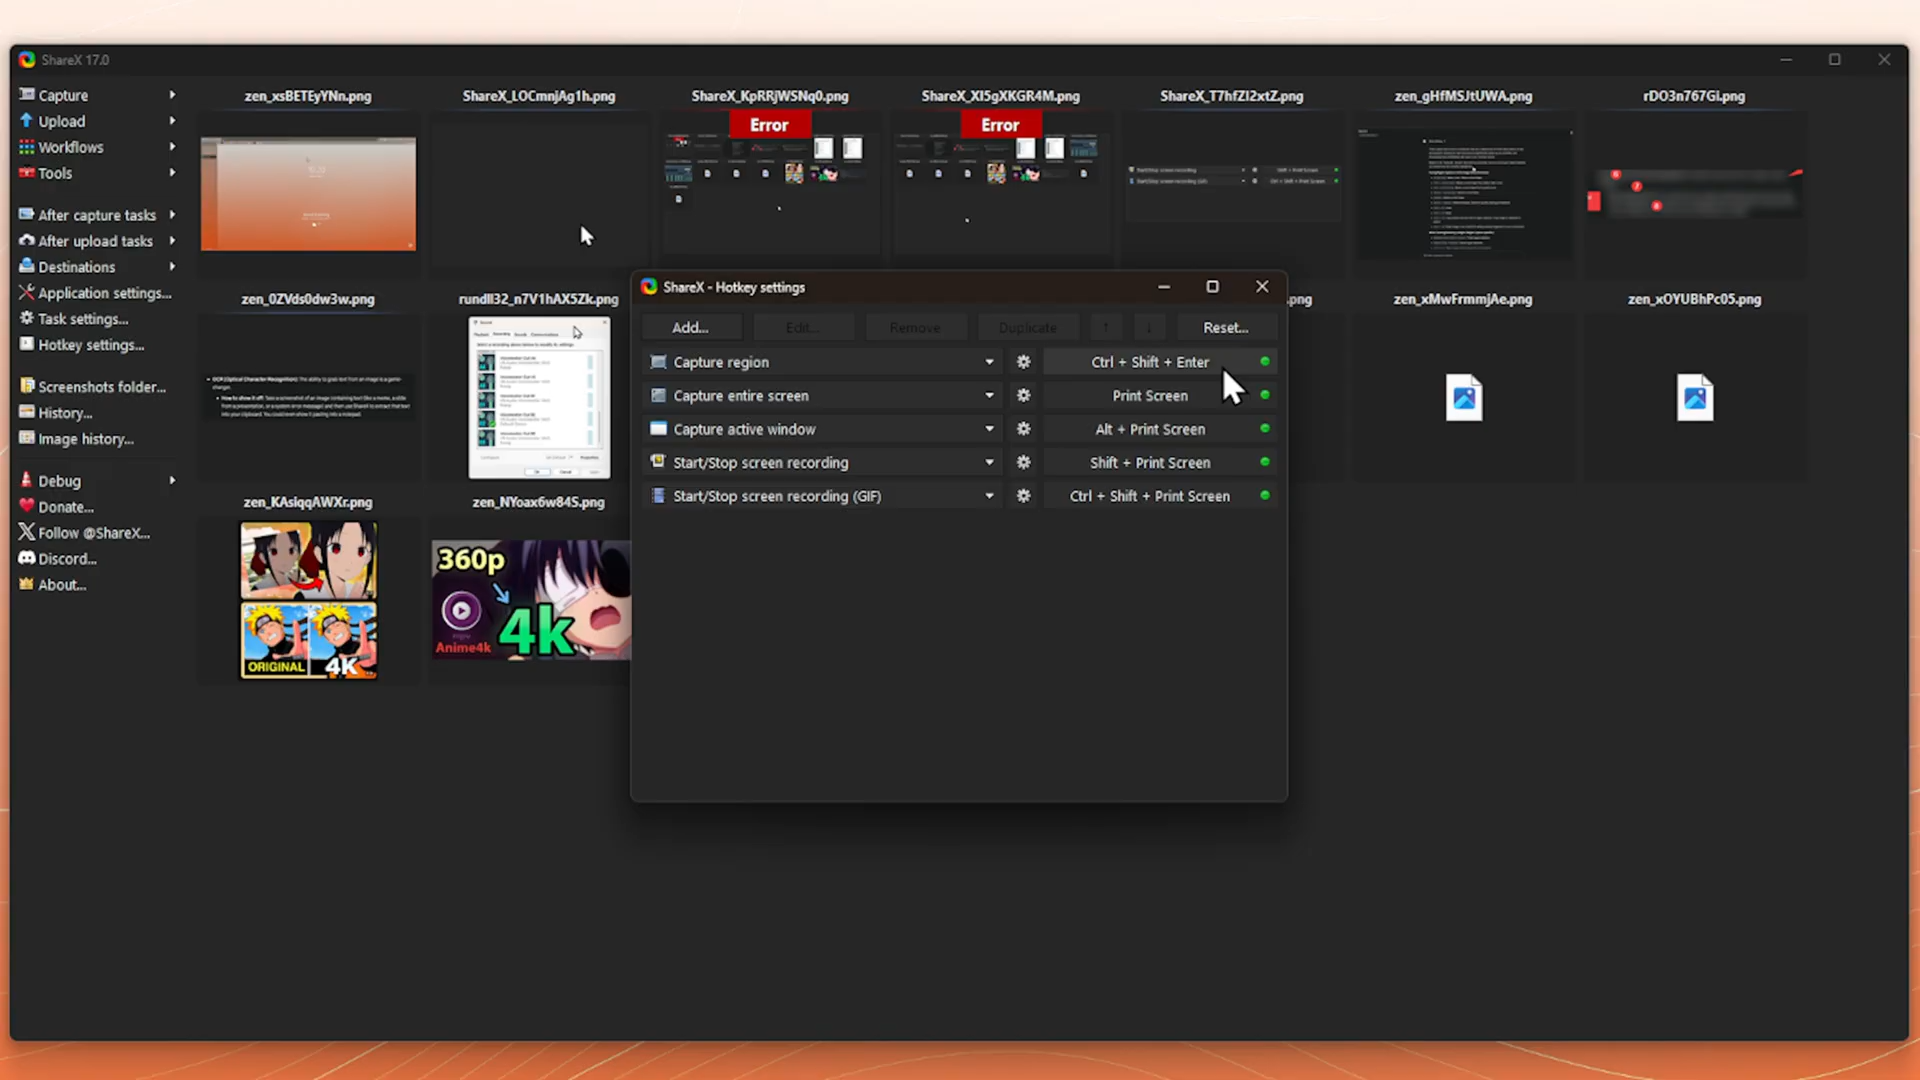 ShareX 17.0
Capture
Upload
Workflows
Tools
After capture tasks
After upload tasks
Destinations
Application settings...
Task settings...
Hotkey settings...
Screenshots folder...
History...
Image history...
Debug
Donate...
Follow @ShareX...
Discord...
About...
zen_xsBETEyYNn.png
ShareX_LOCmnjAg1h.png
ShareX_KpRRjWSNq0.png
ShareX_XI5gXKGR4M.png
ShareX_T7hfZI2xtZ.png
zen_gHfMSJtUWA.png
rDO3n767Gi.png
Error
Error
zen_0ZVds0dw3w.png
rundll32_n7V1hAX5Zk.png
.png
zen_xMwFrmmjAe.png
zen_xOYUBhPc05.png
zen_KAsiqqAWXr.png
zen_NYoax6w84S.png
ORIGINAL
4K
360p
4k
Anime4k
ShareX - Hotkey settings
Add...
Edit...
Remove
Duplicate
↑
↓
Reset...
Capture region
Ctrl + Shift + Enter
Capture entire screen
Print Screen
Capture active window
Alt + Print Screen
Start/Stop screen recording
Shift + Print Screen
Start/Stop screen recording (GIF)
Ctrl + Shift + Print Screen